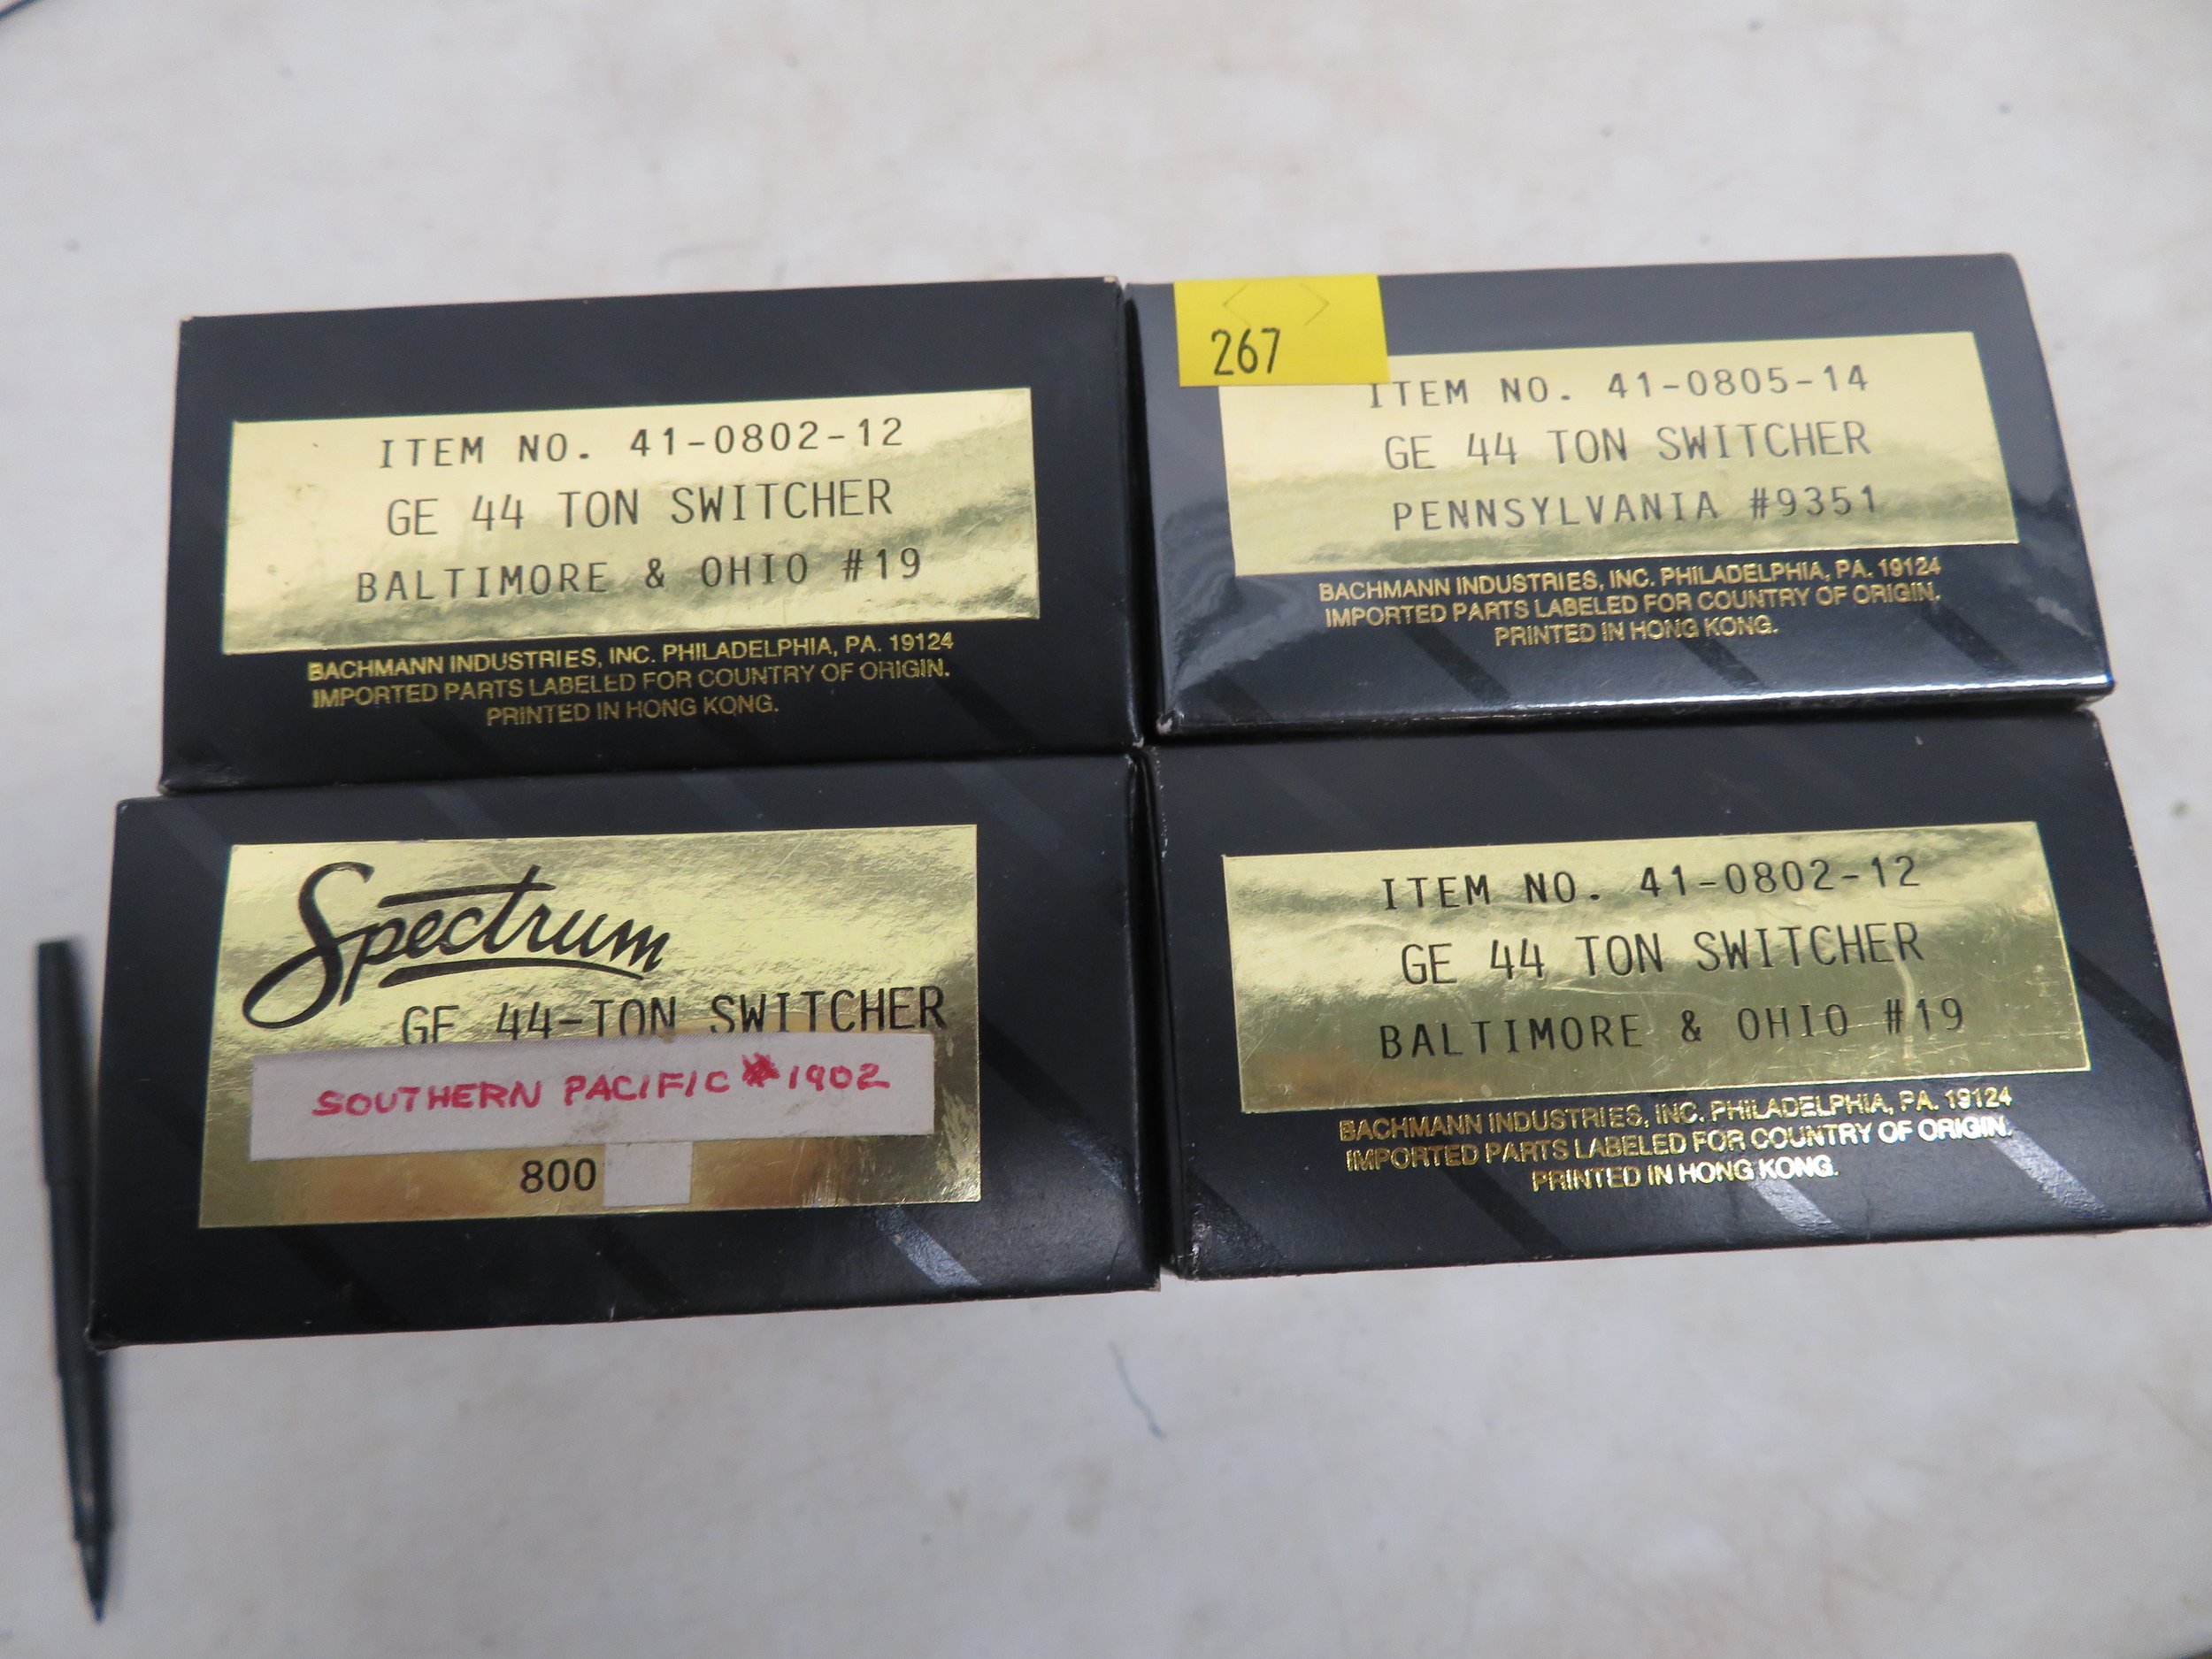 ITEM NO. 41-0802-12
GE 44 TON SWITCHER
BALTIMORE & OHIO #19
BACHMANN INDUSTRIES, INC. PHILADELPHIA, PA. 19124
IMPORTED PARTS LABELED FOR COUNTRY OF ORIGIN.
PRINTED IN HONG KONG.
267
ITEM NO. 41-0805-14
GE 44 TON SWITCHER
PENNSYLVANIA #9351
BACHMANN INDUSTRIES, INC. PHILADELPHIA, PA. 19124
IMPORTED PARTS LABELED FOR COUNTRY OF ORIGIN.
PRINTED IN HONG KONG.
Spectrum
GE 44-TON SWITCHER
SOUTHERN PACIFIC #1902
800
ITEM NO. 41-0802-12
GE 44 TON SWITCHER
BALTIMORE & OHIO #19
BACHMANN INDUSTRIES, INC. PHILADELPHIA, PA. 19124
IMPORTED PARTS LABELED FOR COUNTRY OF ORIGIN.
PRINTED IN HONG KONG.